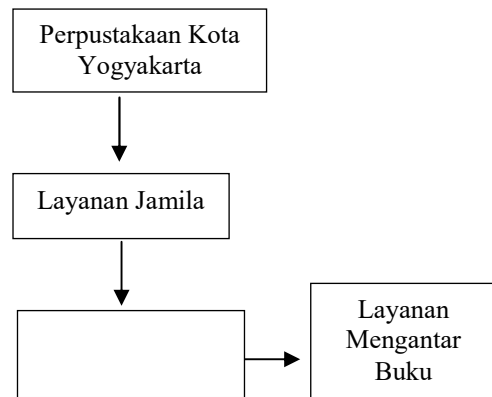 Perpustakaan Kota
Yogyakarta
Layanan Jamila
Layanan
Mengantar
Buku